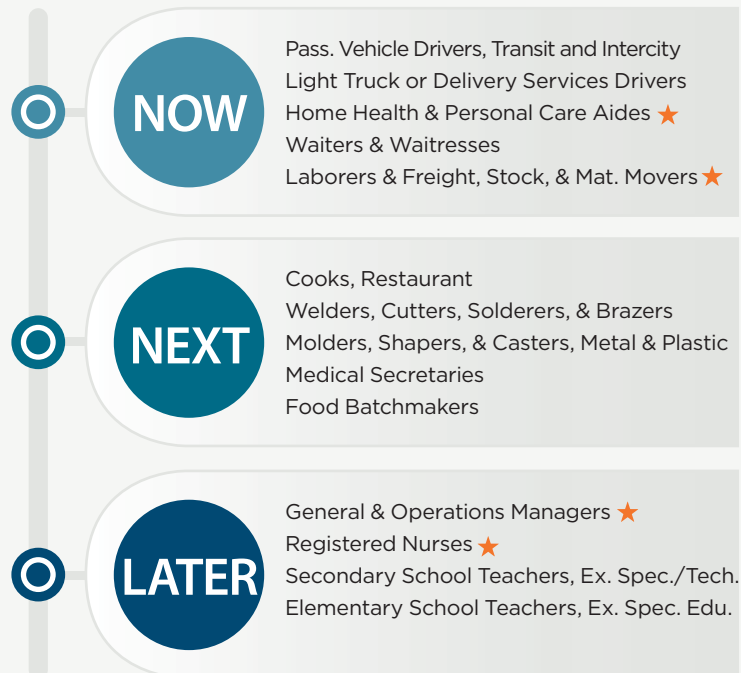 NOW
Pass. Vehicle Drivers, Transit and Intercity
Light Truck or Delivery Services Drivers
Home Health & Personal Care Aides
Waiters & Waitresses
Laborers & Freight, Stock, & Mat. Movers
NEXT
Cooks, Restaurant
Welders, Cutters, Solderers, & Brazers
Molders, Shapers, & Casters, Metal & Plastic
Medical Secretaries
Food Batchmakers
LATER
General & Operations Managers
Registered Nurses
Secondary School Teachers, Ex. Spec./Tech.
Elementary School Teachers, Ex. Spec. Edu.